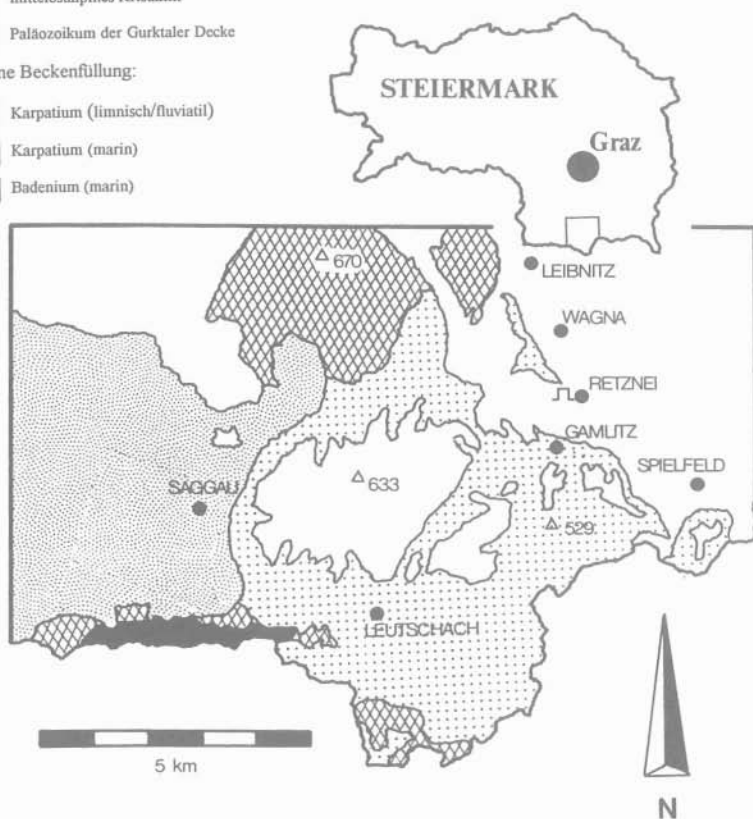 Paläozoikum der Gurktaler Decke
Beckenfüllung:
Karpatium (limnisch/fluviatil)
Karpatium (marin)
Badenium (marin)
STEIERMARK
Graz
670
LEIBNITZ
WAGNA
RETZNEI
GAMLITZ
SPIELFELD
633
SAGGAU
529
LEUTSCHACH
5 km
N